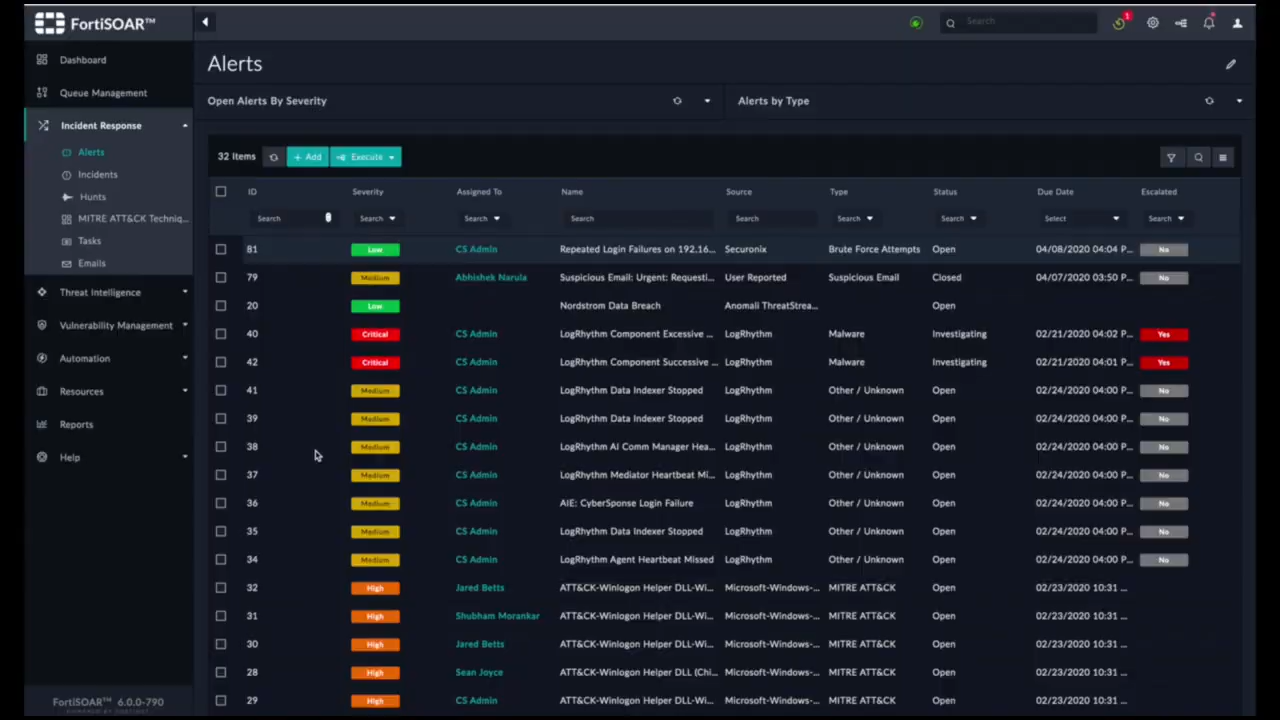 FortiSOAR™
Search
1
Dashboard
Queue Management
Incident Response
Alerts
Incidents
Hunts
MITRE ATT&CK Techniq...
Tasks
Emails
Threat Intelligence
Vulnerability Management
Automation
Resources
Reports
Help
FortiSOAR™ 6.0.0-790
Alerts
Open Alerts By Severity
Alerts by Type
32 Items + Add Execute
ID Severity Assigned To Name Source Type Status Due Date Escalated
Search Search Search Search Search Search Search Select Search
81 Low CS Admin Repeated Login Failures on 192.16... Securonix Brute Force Attempts Open 04/08/2020 04:04 P... No
79 Medium Abhishek Narula Suspicious Email: Urgent: Requesti... User Reported Suspicious Email Closed 04/07/2020 03:50 P... No
20 Low Nordstrom Data Breach Anomali ThreatStrea... Open
40 Critical CS Admin LogRhythm Component Excessive ... LogRhythm Malware Investigating 02/21/2020 04:02 P... Yes
42 Critical CS Admin LogRhythm Component Successive ... LogRhythm Malware Investigating 02/21/2020 04:01 P... Yes
41 Medium CS Admin LogRhythm Data Indexer Stopped LogRhythm Other / Unknown Open 02/24/2020 04:00 P... No
39 Medium CS Admin LogRhythm Data Indexer Stopped LogRhythm Other / Unknown Open 02/24/2020 04:00 P... No
38 Medium CS Admin LogRhythm AI Comm Manager Hea... LogRhythm Other / Unknown Open 02/24/2020 04:00 P... No
37 Medium CS Admin LogRhythm Mediator Heartbeat Mi... LogRhythm Other / Unknown Open 02/24/2020 04:00 P... No
36 Medium CS Admin AIE: CyberSponse Login Failure LogRhythm Other / Unknown Open 02/24/2020 04:00 P... No
35 Medium CS Admin LogRhythm Data Indexer Stopped LogRhythm Other / Unknown Open 02/24/2020 04:00 P... No
34 Medium CS Admin LogRhythm Agent Heartbeat Missed LogRhythm Other / Unknown Open 02/24/2020 04:00 P... No
32 High Jared Betts ATT&CK-Winlogon Helper DLL-Wi... Microsoft-Windows-... MITRE ATT&CK Open 02/23/2020 10:31 ...
31 High Shubham Morankar ATT&CK-Winlogon Helper DLL-Wi... Microsoft-Windows-... MITRE ATT&CK Open 02/23/2020 10:31 ...
30 High Jared Betts ATT&CK-Winlogon Helper DLL-Wi... Microsoft-Windows-... MITRE ATT&CK Open 02/23/2020 10:31 ...
28 High Sean Joyce ATT&CK-Winlogon Helper DLL (Chi... Microsoft-Windows-... MITRE ATT&CK Open 02/23/2020 10:31 ...
29 High CS Admin ATT&CK-Winlogon Helper DLL-Wi... Microsoft-Windows-... MITRE ATT&CK Open 02/23/2020 10:31 ...